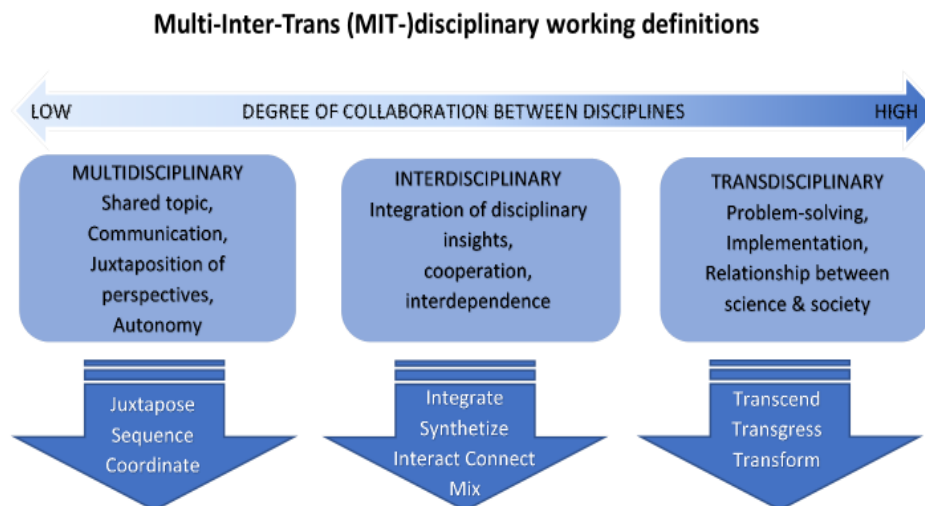 Multi-Inter-Trans (MIT-)disciplinary working definitions
LOW
DEGREE OF COLLABORATION BETWEEN DISCIPLINES
HIGH
MULTIDISCIPLINARY
Shared topic,
Communication,
Juxtaposition of
perspectives,
Autonomy
INTERDISCIPLINARY
Integration of disciplinary
insights,
cooperation,
interdependence
TRANSDISCIPLINARY
Problem-solving,
Implementation,
Relationship between
science & society
Juxtapose
Sequence
Coordinate
Integrate
Synthetize
Interact Connect
Mix
Transcend
Transgress
Transform